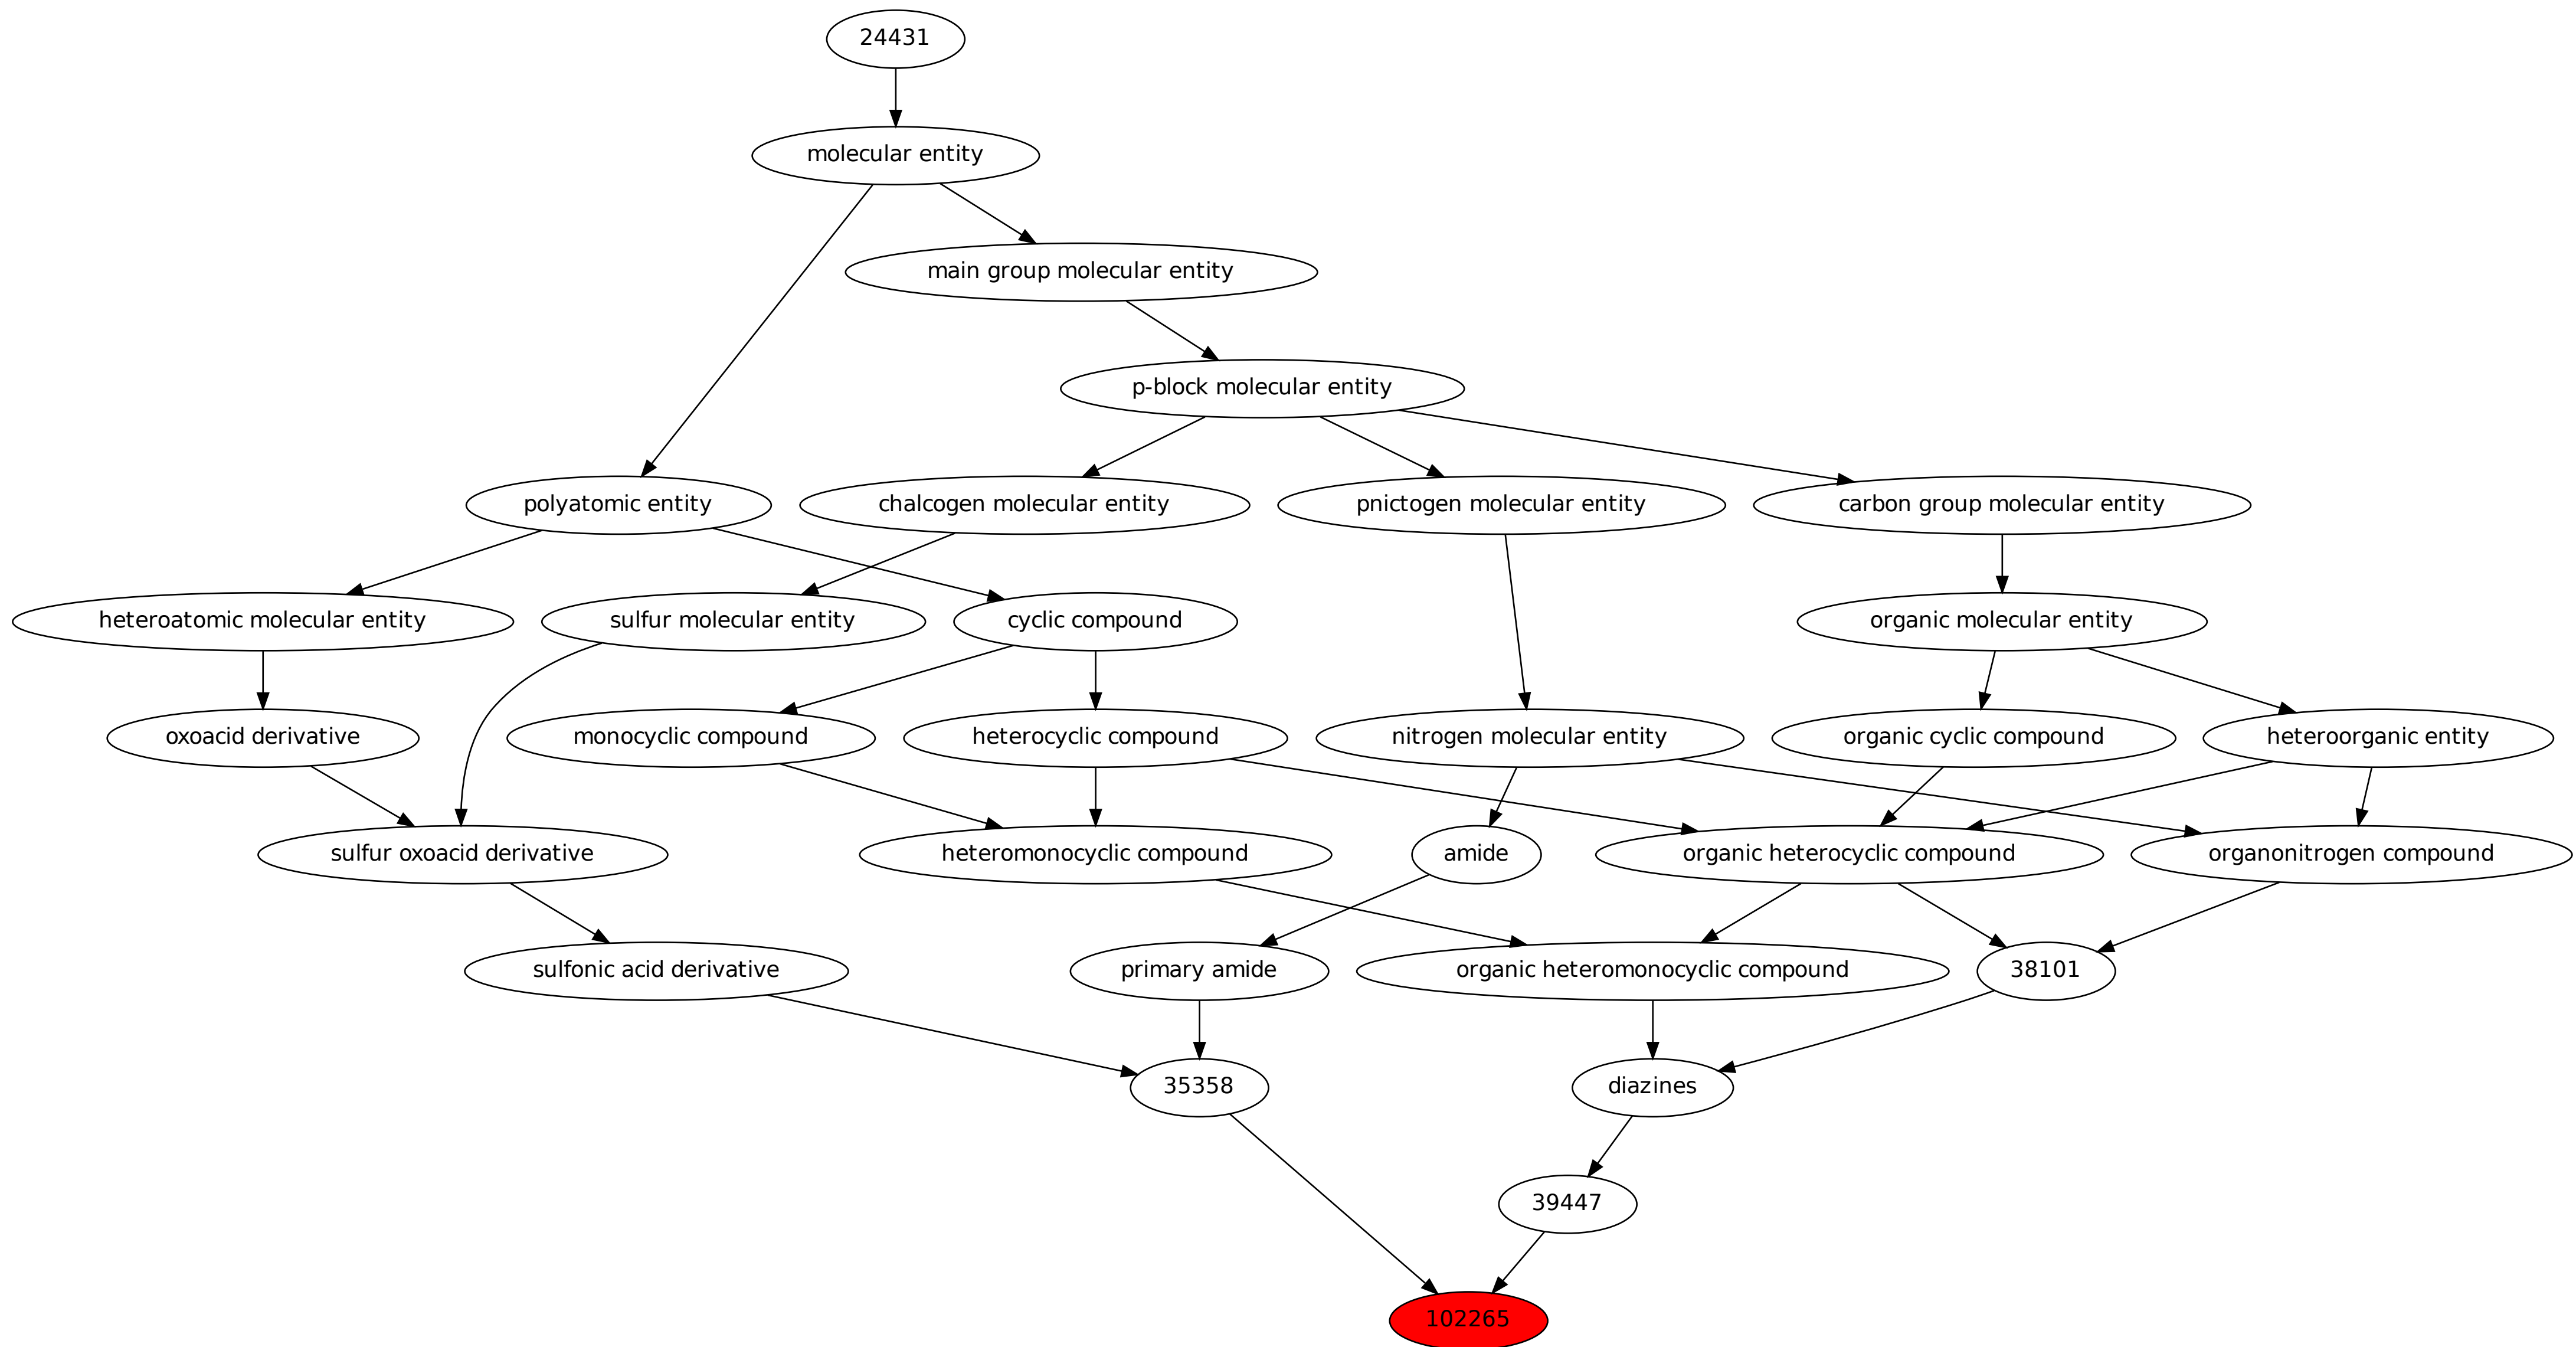 24431
molecular entity
main group molecular entity
p-block molecular entity
polyatomic entity
chalcogen molecular entity
pnictogen molecular entity
carbon group molecular entity
heteroatomic molecular entity
sulfur molecular entity
cyclic compound
organic molecular entity
oxoacid derivative
monocyclic compound
heterocyclic compound
nitrogen molecular entity
organic cyclic compound
heteroorganic entity
sulfur oxoacid derivative
heteromonocyclic compound
amide
organic heterocyclic compound
organonitrogen compound
sulfonic acid derivative
primary amide
organic heteromonocyclic compound
38101
35358
diazines
39447
102265